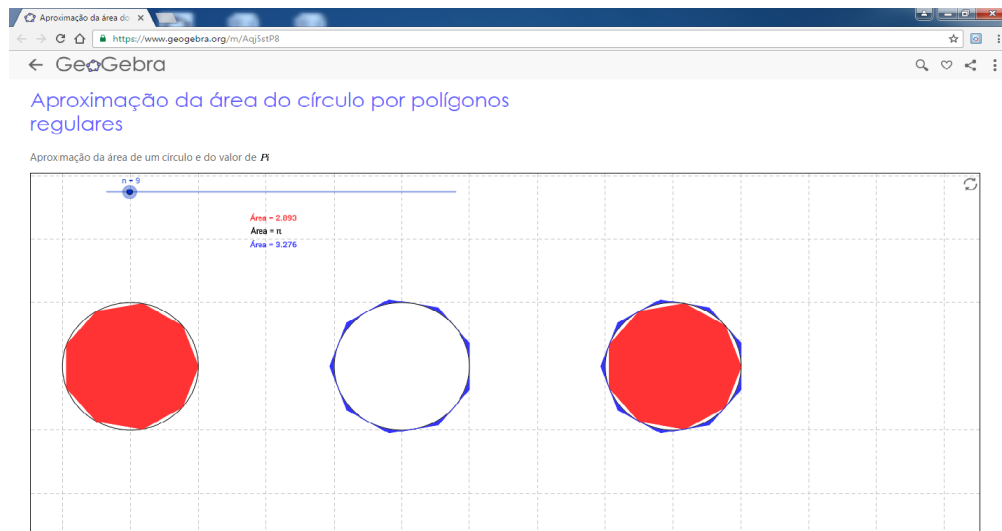 Aproximação da área do
https://www.geogebra.org/m/Aqj5stP8
GeoGebra
Aproximação da área do círculo por polígonos
regulares
Aproximação da área de um círculo e do valor de Pi
n = 9
Área = 2.893
Área = π
Área = 3.276